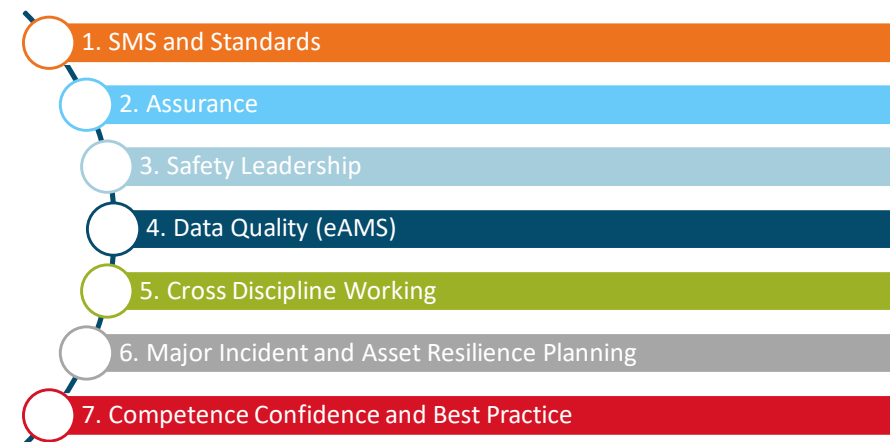 1. SMS and Standards
2. Assurance
3. Safety Leadership
4. Data Quality (eAMS)
5. Cross Discipline Working
6. Major Incident and Asset Resilience Planning
7. Competence Confidence and Best Practice